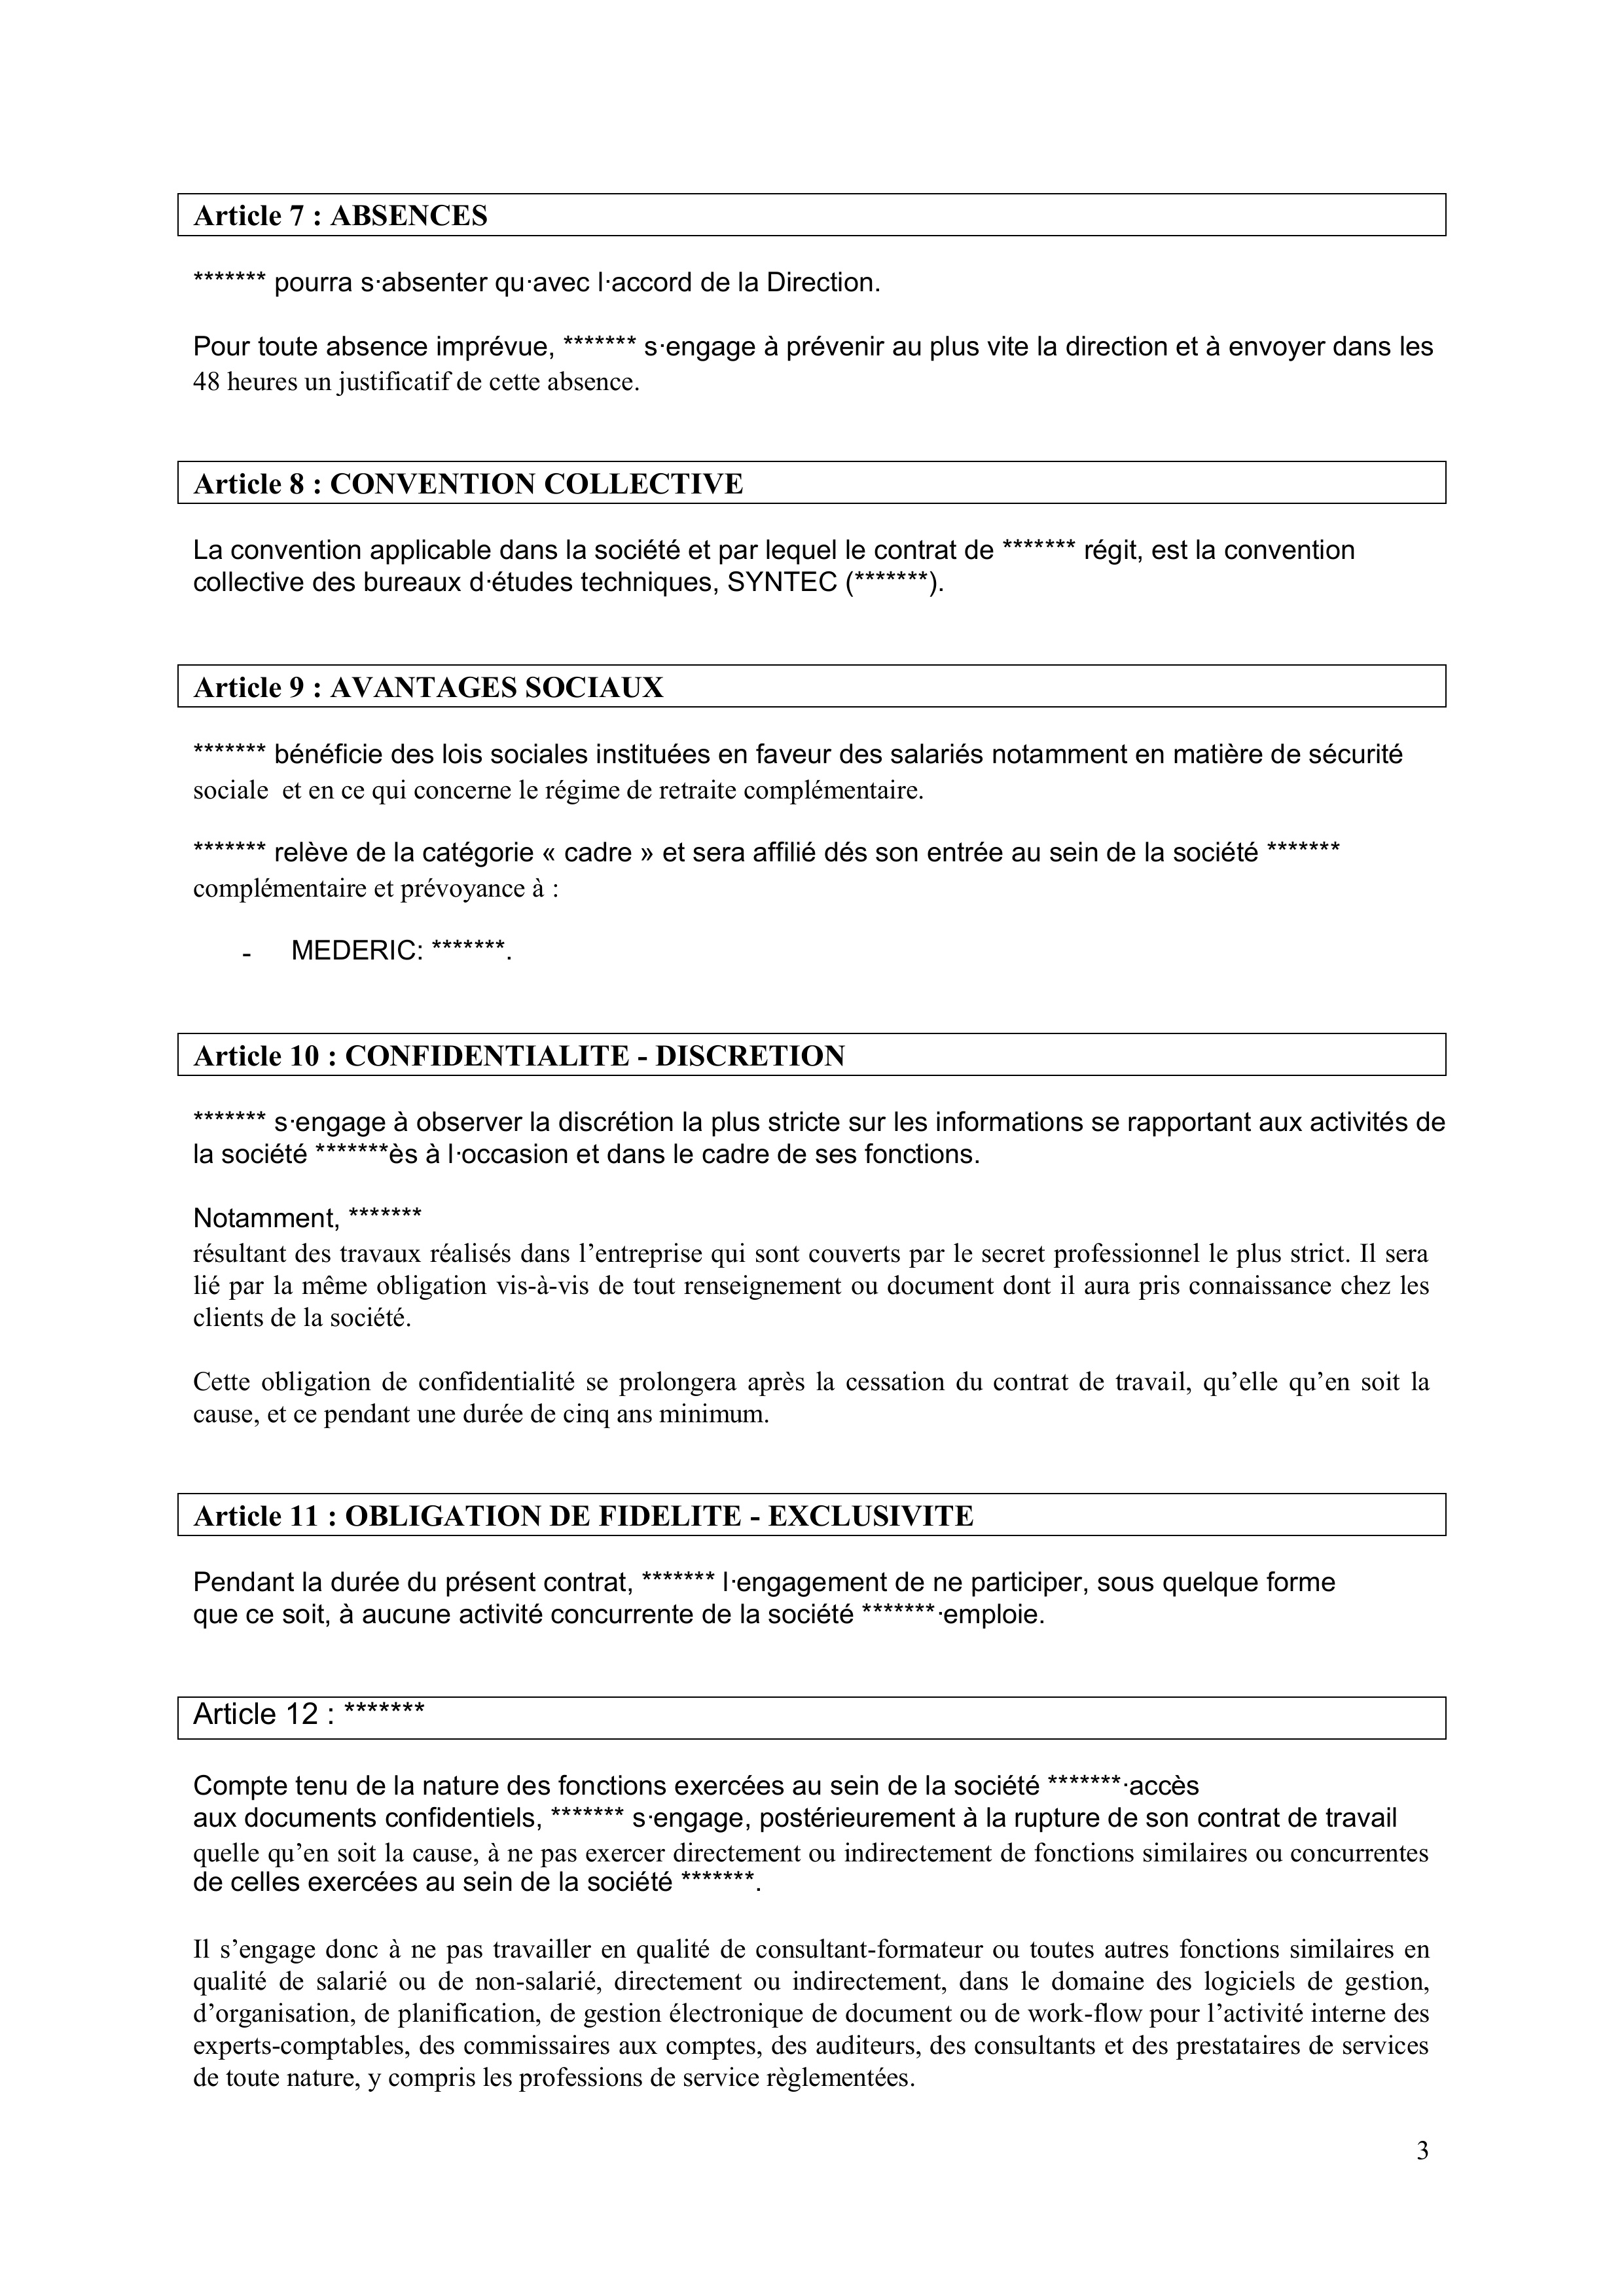 Article 7 : ABSENCES
******* pourra s·absenter qu·avec l·accord de la Direction.
Pour toute absence imprévue, ******* s·engage à prévenir au plus vite la direction et à envoyer dans les
48 heures un justificatif de cette absence.
Article 8 : CONVENTION COLLECTIVE
La convention applicable dans la société et par lequel le contrat de ******* régit, est la convention
collective des bureaux d·études techniques, SYNTEC (*******).
Article 9 : AVANTAGES SOCIAUX
******* bénéficie des lois sociales instituées en faveur des salariés notamment en matière de sécurité
sociale  et en ce qui concerne le régime de retraite complémentaire.
******* relève de la catégorie « cadre » et sera affilié dés son entrée au sein de la société *******
complémentaire et prévoyance à :
- MEDERIC: *******.
Article 10 : CONFIDENTIALITE - DISCRETION
******* s·engage à observer la discrétion la plus stricte sur les informations se rapportant aux activités de
la société *******ès à l·occasion et dans le cadre de ses fonctions.
Notamment, *******
résultant des travaux réalisés dans l’entreprise qui sont couverts par le secret professionnel le plus strict. Il sera
lié par la même obligation vis-à-vis de tout renseignement ou document dont il aura pris connaissance chez les
clients de la société.
Cette obligation de confidentialité se prolongera après la cessation du contrat de travail, qu’elle qu’en soit la
cause, et ce pendant une durée de cinq ans minimum.
Article 11 : OBLIGATION DE FIDELITE - EXCLUSIVITE
Pendant la durée du présent contrat, ******* l·engagement de ne participer, sous quelque forme
que ce soit, à aucune activité concurrente de la société *******·emploie.
Article 12 : *******
Compte tenu de la nature des fonctions exercées au sein de la société *******·accès
aux documents confidentiels, ******* s·engage, postérieurement à la rupture de son contrat de travail
quelle qu’en soit la cause, à ne pas exercer directement ou indirectement de fonctions similaires ou concurrentes
de celles exercées au sein de la société *******.
Il s’engage donc à ne pas travailler en qualité de consultant-formateur ou toutes autres fonctions similaires en
qualité de salarié ou de non-salarié, directement ou indirectement, dans le domaine des logiciels de gestion,
d’organisation, de planification, de gestion électronique de document ou de work-flow pour l’activité interne des
experts-comptables, des commissaires aux comptes, des auditeurs, des consultants et des prestataires de services
de toute nature, y compris les professions de service règlementées.
3